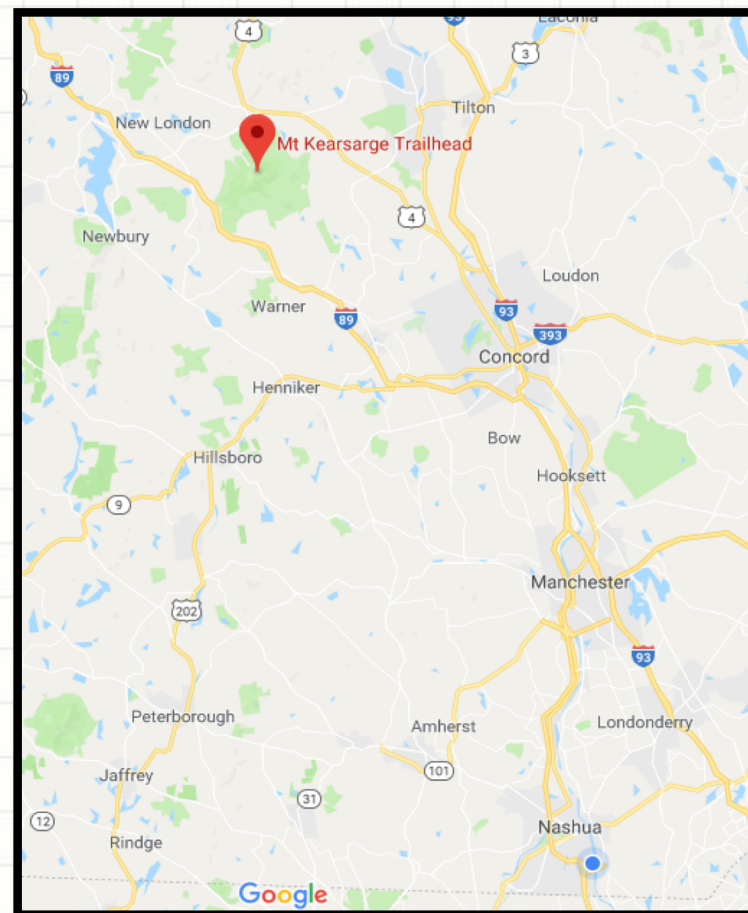 93
Laconia
4
3
89
Tilton
New London
Mt Kearsarge Trailhead
4
Newbury
Loudon
Warner
89
93
393
Concord
Henniker
Bow
Hillsboro
Hooksett
9
Manchester
202
93
Peterborough
Londonderry
Amherst
Jaffrey
101
31
12
Nashua
Rindge
Google